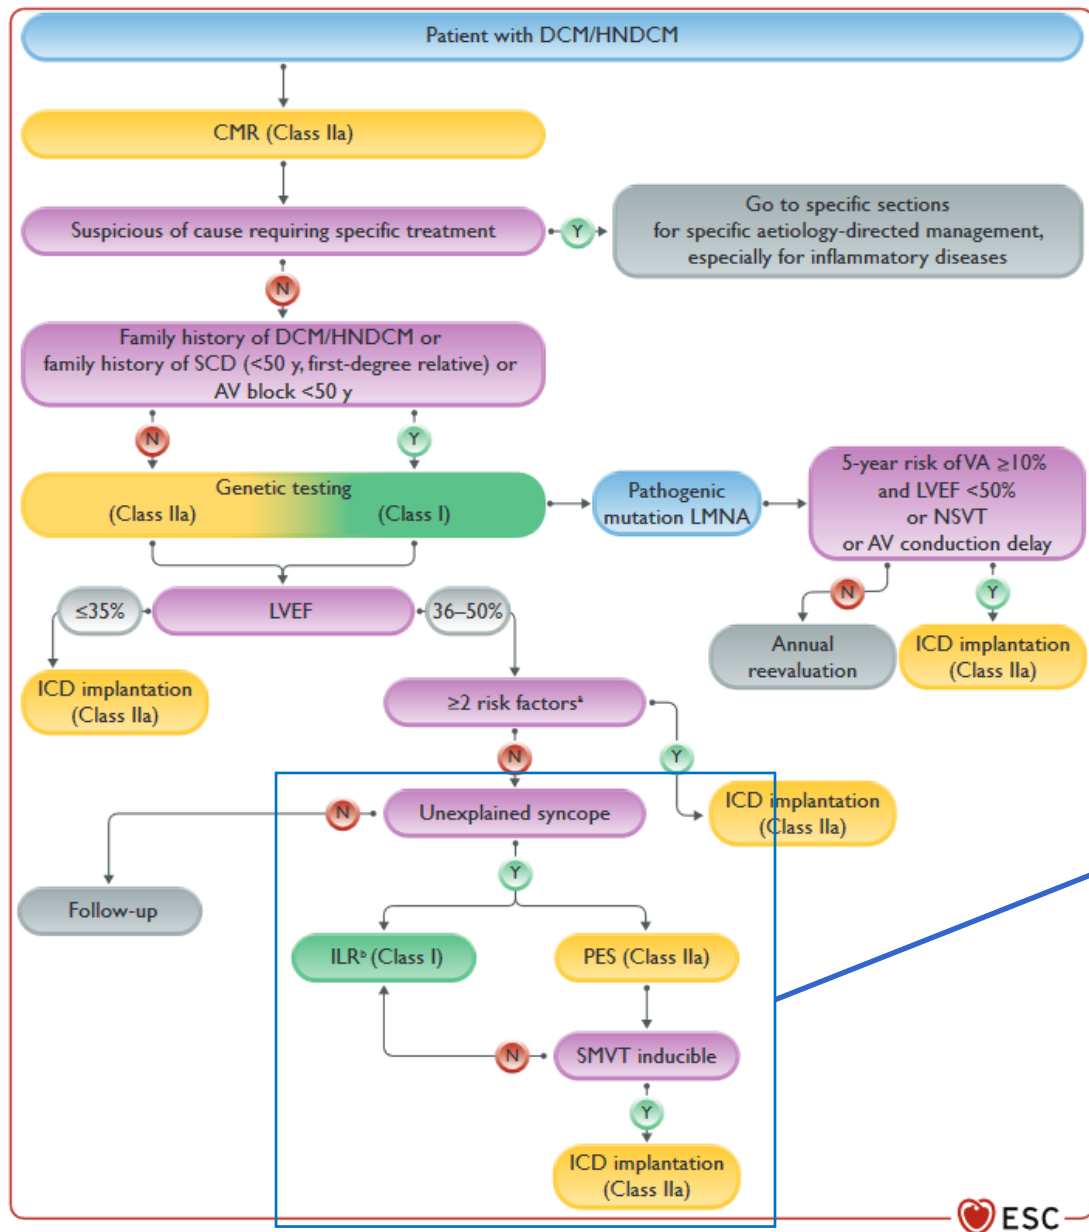 Patient with DCM/HNDCM
CMR (Class IIa)
Suspicious of cause requiring specific treatment
Y
Go to specific sections
for specific aetiology-directed management,
especially for inflammatory diseases
N
Family history of DCM/HNDCM or
family history of SCD (<50 y, first-degree relative) or
AV block <50 y
N
Y
Genetic testing
(Class IIa)
(Class I)
Pathogenic
mutation LMNA
5-year risk of VA ≥10%
and LVEF <50%
or NSVT
or AV conduction delay
N
Y
Annual
reevaluation
ICD implantation
(Class IIa)
≤35%
LVEF
36–50%
ICD implantation
(Class IIa)
≥2 risk factorsᵃ
N
Y
ICD implantation
(Class IIa)
Unexplained syncope
N
Y
Follow-up
ILRᵇ (Class I)
PES (Class IIa)
SMVT inducible
N
Y
ICD implantation
(Class IIa)
ESC